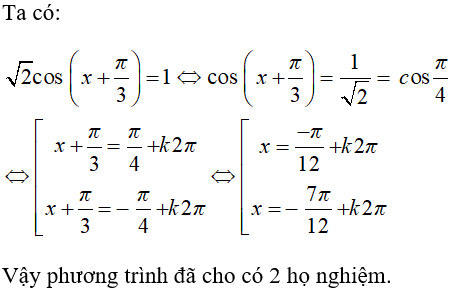 Ta có:
√2cos(x+π/3)=1⇔cos(x+π/3)=1/√2=cosπ/4
⇔[x+π/3=π/4+k2π ⇔[x=-π/12+k2π
x+π/3=-π/4+k2π x=-7π/12+k2π
Vậy phương trình đã cho có 2 họ nghiệm.